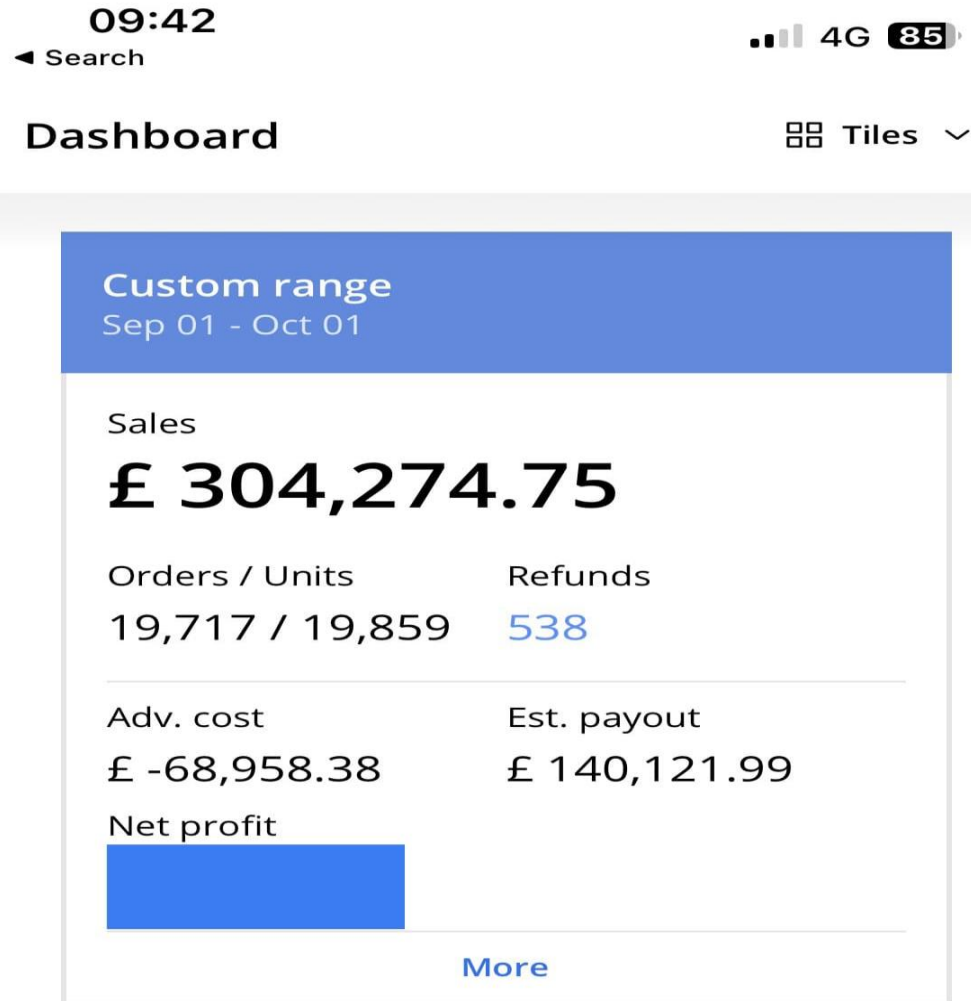 09:42
4G 85
◄ Search
Dashboard
Tiles
Custom range
Sep 01 - Oct 01
Sales
£ 304,274.75
Orders / Units Refunds
19,717 / 19,859 538
Adv. cost Est. payout
£ -68,958.38 £ 140,121.99
Net profit
More